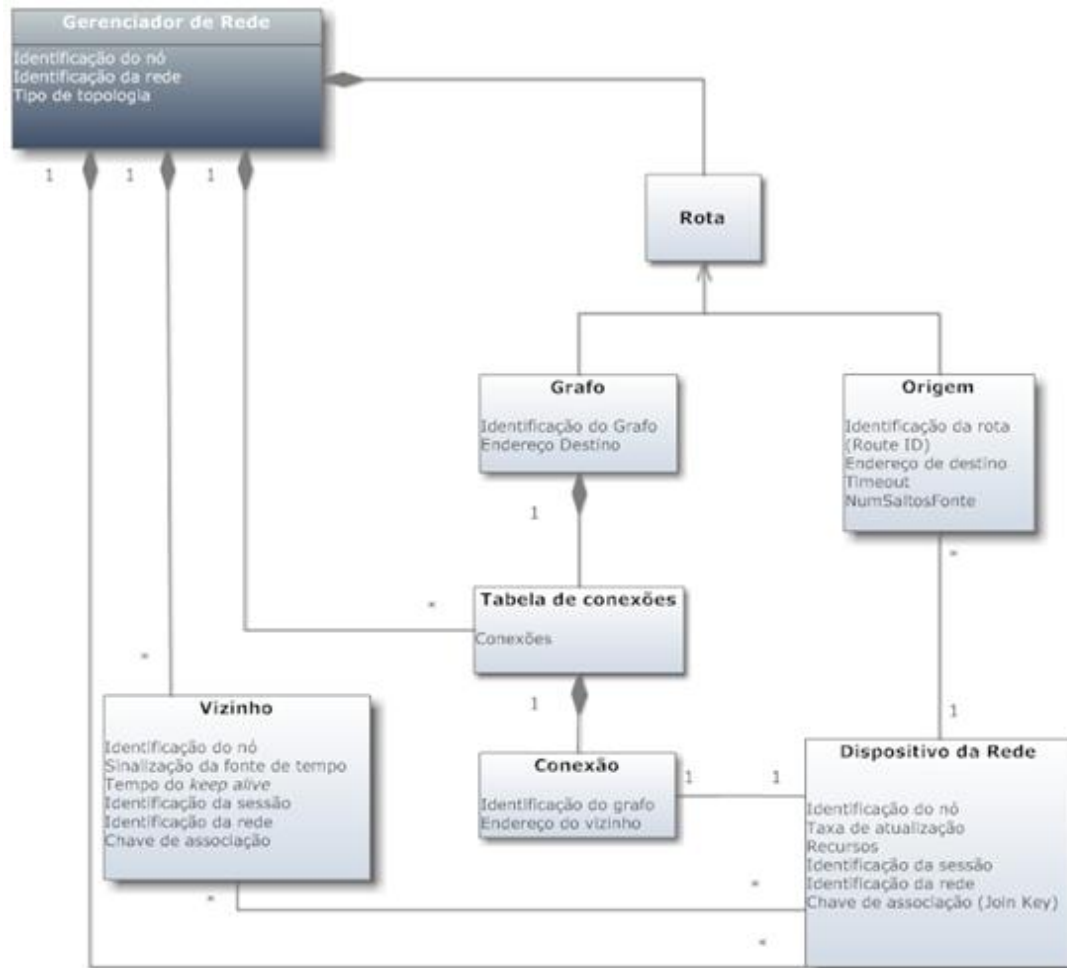 Gerenciador de Rede
Identificação do nó
Identificação da rede
Tipo de topologia
1
1
1
Rota
Grafo
Identificação do Grafo
Endereço Destino
Origem
Identificação da rota
(Route ID)
Endereço de destino
Timeout
NumSaltosFonte
1
*
Tabela de conexões
Conexões
*
*
1
1
Vizinho
Identificação do nó
Sinalização da fonte de tempo
Tempo do keep alive
Identificação da sessão
Identificação da rede
Chave de associação
Conexão
Identificação do grafo
Endereço do vizinho
1
1
Dispositivo da Rede
Identificação do nó
Taxa de atualização
Recursos
Identificação da sessão
Identificação da rede
Chave de associação (Join Key)
*
*
*